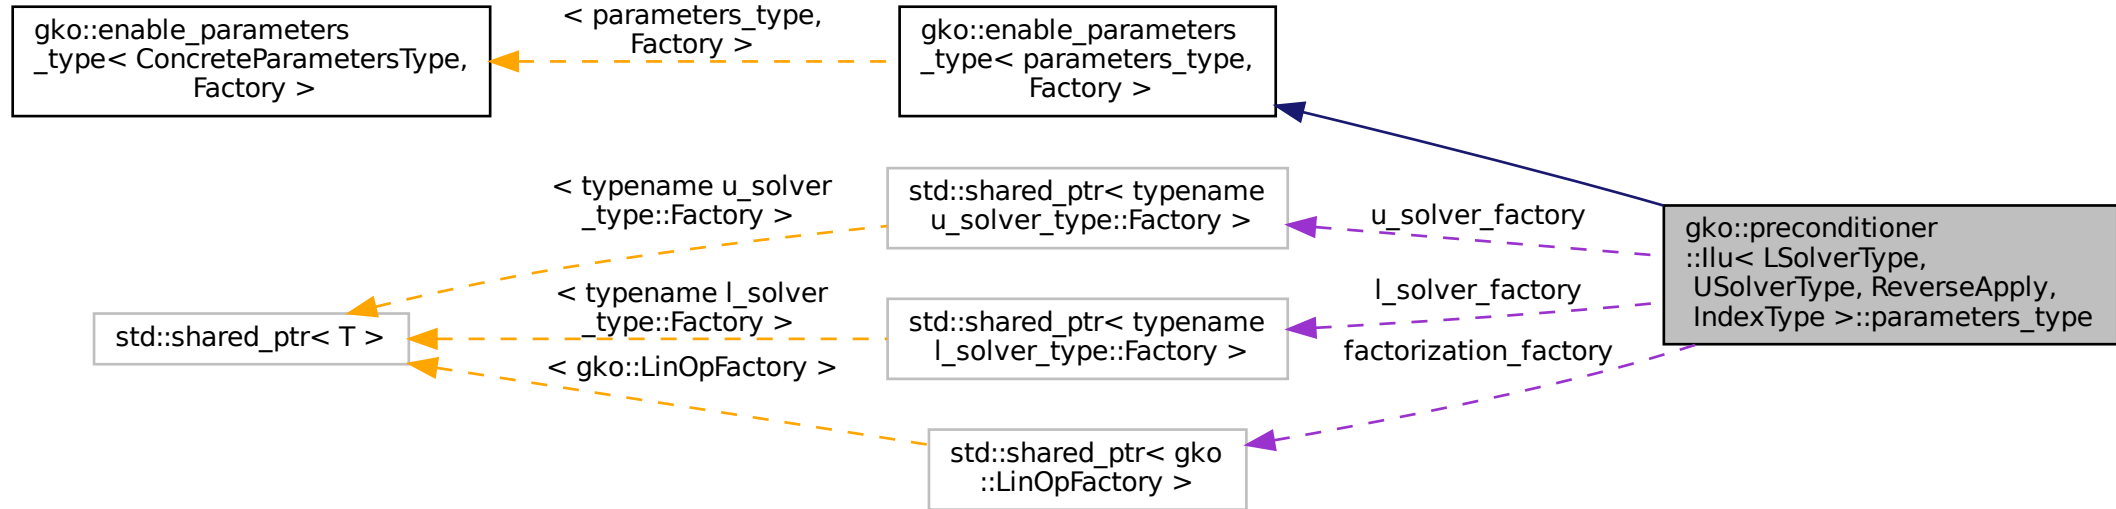 gko::enable_parameters
_type< ConcreteParametersType,
Factory >
< parameters_type,
Factory >
gko::enable_parameters
_type< parameters_type,
Factory >
< typename u_solver
_type::Factory >
std::shared_ptr< typename
u_solver_type::Factory >
u_solver_factory
gko::preconditioner
::Ilu< LSolverType,
USolverType, ReverseApply,
IndexType >::parameters_type
std::shared_ptr< T >
< typename l_solver
_type::Factory >
std::shared_ptr< typename
l_solver_type::Factory >
l_solver_factory
< gko::LinOpFactory >
factorization_factory
std::shared_ptr< gko
::LinOpFactory >